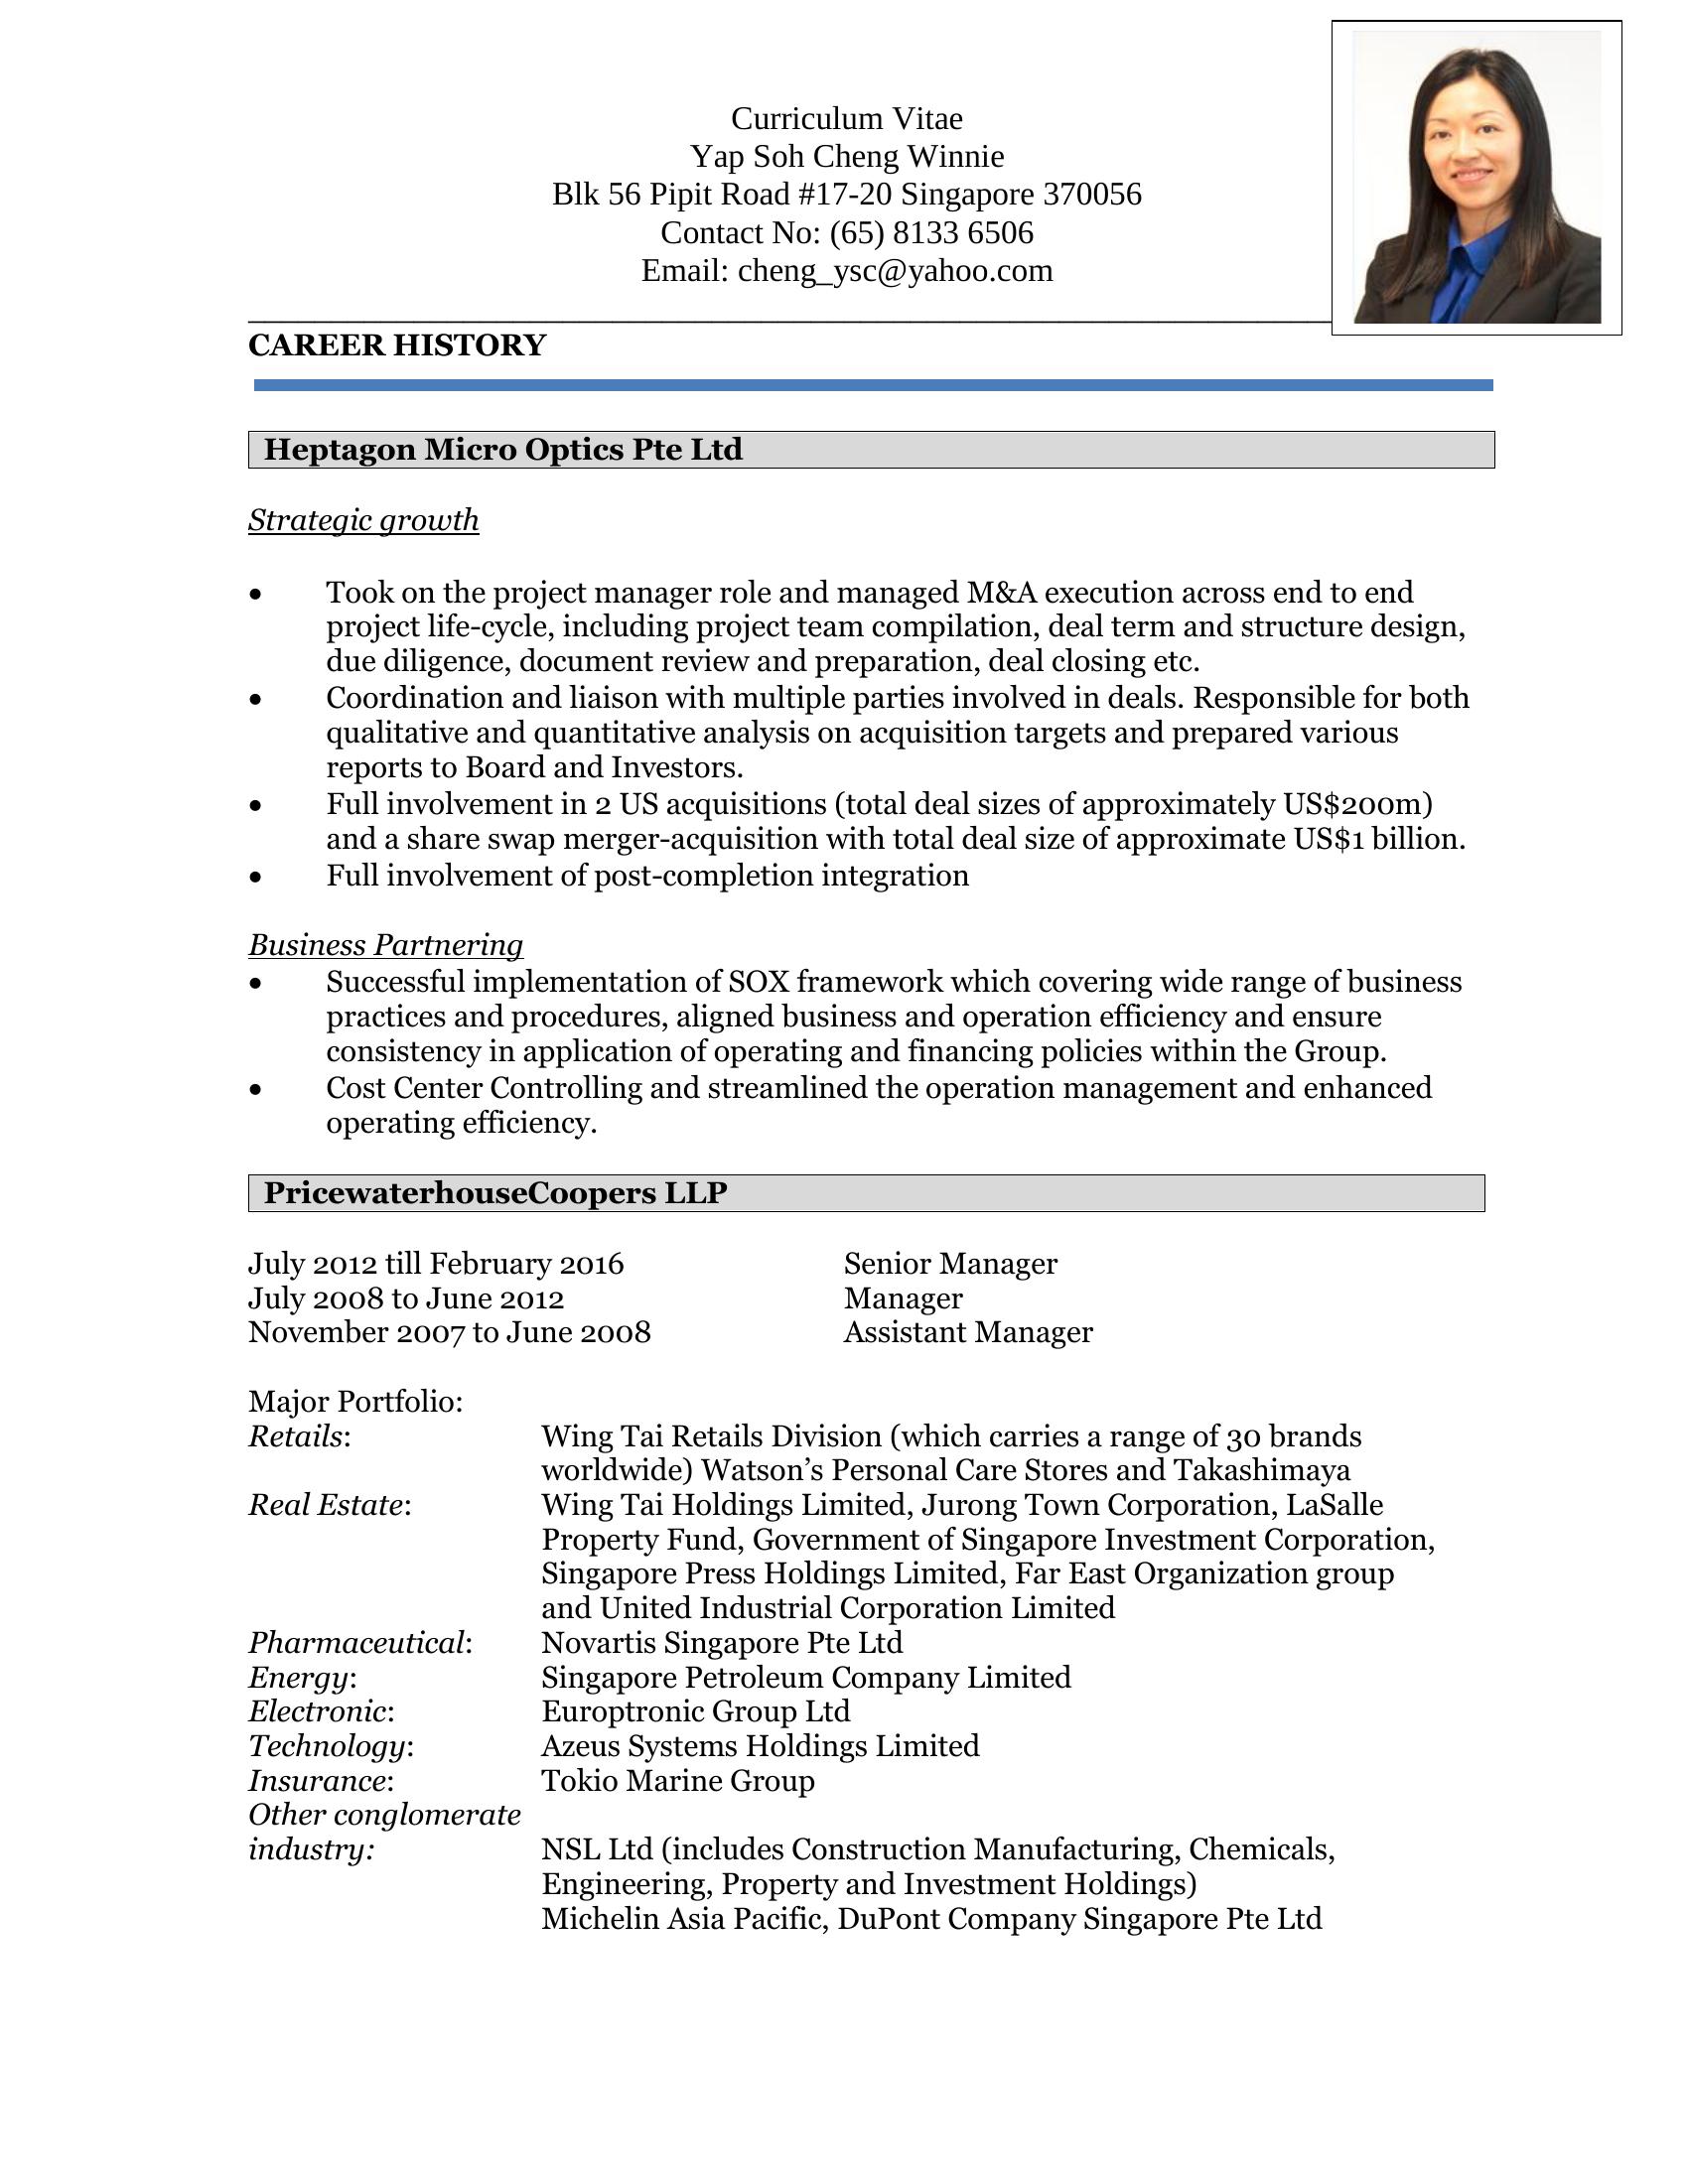 Curriculum Vitae
Yap Soh Cheng Winnie
Blk 56 Pipit Road #17-20 Singapore 370056
Contact No: (65) 8133 6506
Email: cheng_ysc@yahoo.com
CAREER HISTORY
Heptagon Micro Optics Pte Ltd
Strategic growth
• Took on the project manager role and managed M&A execution across end to end
project life-cycle, including project team compilation, deal term and structure design,
due diligence, document review and preparation, deal closing etc.
• Coordination and liaison with multiple parties involved in deals. Responsible for both
qualitative and quantitative analysis on acquisition targets and prepared various
reports to Board and Investors.
• Full involvement in 2 US acquisitions (total deal sizes of approximately US$200m)
and a share swap merger-acquisition with total deal size of approximate US$1 billion.
• Full involvement of post-completion integration
Business Partnering
• Successful implementation of SOX framework which covering wide range of business
practices and procedures, aligned business and operation efficiency and ensure
consistency in application of operating and financing policies within the Group.
• Cost Center Controlling and streamlined the operation management and enhanced
operating efficiency.
PricewaterhouseCoopers LLP
July 2012 till February 2016 Senior Manager
July 2008 to June 2012 Manager
November 2007 to June 2008 Assistant Manager
Major Portfolio:
Retails: Wing Tai Retails Division (which carries a range of 30 brands
worldwide) Watson’s Personal Care Stores and Takashimaya
Real Estate: Wing Tai Holdings Limited, Jurong Town Corporation, LaSalle
Property Fund, Government of Singapore Investment Corporation,
Singapore Press Holdings Limited, Far East Organization group
and United Industrial Corporation Limited
Pharmaceutical: Novartis Singapore Pte Ltd
Energy: Singapore Petroleum Company Limited
Electronic: Europtronic Group Ltd
Technology: Azeus Systems Holdings Limited
Insurance: Tokio Marine Group
Other conglomerate
industry: NSL Ltd (includes Construction Manufacturing, Chemicals,
Engineering, Property and Investment Holdings)
Michelin Asia Pacific, DuPont Company Singapore Pte Ltd